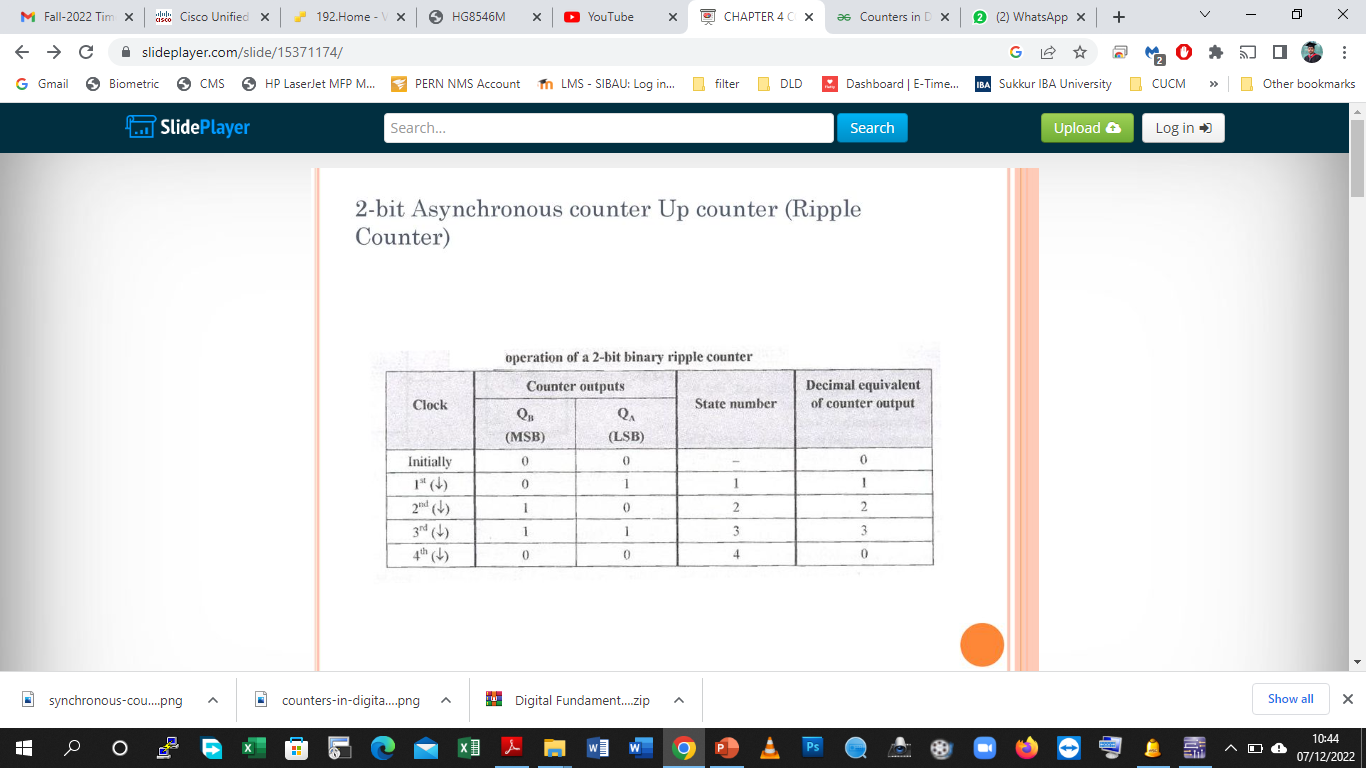 Fall-2022 Tim
Cisco Unified
192.Home - V
HG8546M
YouTube
CHAPTER 4 C
Counters in D
(2) WhatsApp
slideplayer.com/slide/15371174/
2
Gmail
Biometric
CMS
HP LaserJet MFP M...
PERN NMS Account
LMS - SIBAU: Log in...
filter
DLD
Dashboard | E-Time...
IBA Sukkur IBA University
CUCM
»
Other bookmarks
SlidePlayer
Search...
Search
Upload
Log in
2-bit Asynchronous counter Up counter (Ripple
Counter)
operation of a 2-bit binary ripple counter
Clock
Counter outputs
State number
Decimal equivalent
of counter output
Q_B
(MSB)
Q_A
(LSB)
Initially 0 0 – 0
1st (↓) 0 1 1 1
2nd (↓) 1 0 2 2
3rd (↓) 1 1 3 3
4th (↓) 0 0 4 0
synchronous-cou....png
counters-in-digita....png
Digital Fundament....zip
Show all
10:44
07/12/2022